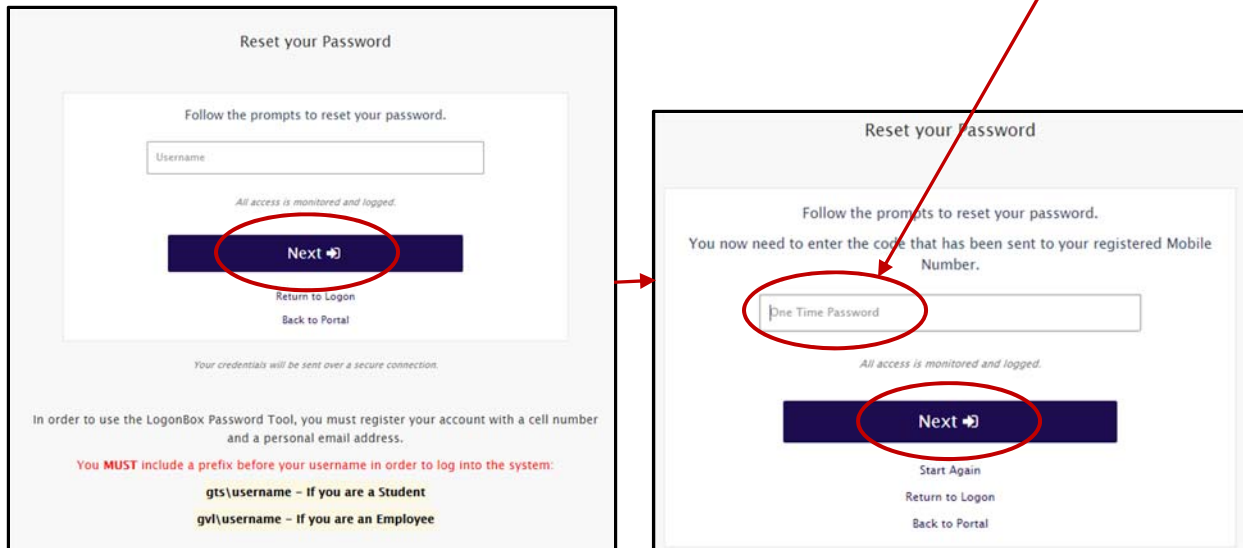 Reset your Password
Follow the prompts to reset your password.
Username
All access is monitored and logged.
Next
Return to Logon
Back to Portal
Your credentials will be sent over a secure connection.
In order to use the LogonBox Password Tool, you must register your account with a cell number
and a personal email address.
You MUST include a prefix before your username in order to log into the system:
gts\username – If you are a Student
gvl\username – If you are an Employee
Reset your Password
Follow the prompts to reset your password.
You now need to enter the code that has been sent to your registered Mobile
Number.
One Time Password
All access is monitored and logged.
Next
Start Again
Return to Logon
Back to Portal